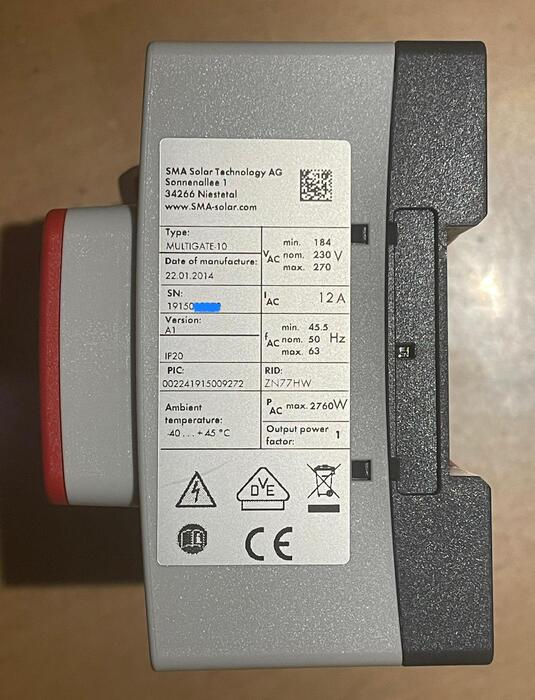 SMA Solar Technology AG
Sonnenallee 1
34266 Niestetal
www.SMA-solar.com
Type:
MULTIGATE-10
Date of manufacture:
22.01.2014
SN:
19150
Version:
A1
IP20
PIC:
002241915009272
Ambient
temperature:
-40 ... + 45 °C
VAC min. 184
nom. 230 V
max. 270
IAC 12 A
fAC min. 45.5
nom. 50 Hz
max. 63
RID:
ZN77HW
PAC max. 2760W
Output power
factor: 1
DVE
i
CE